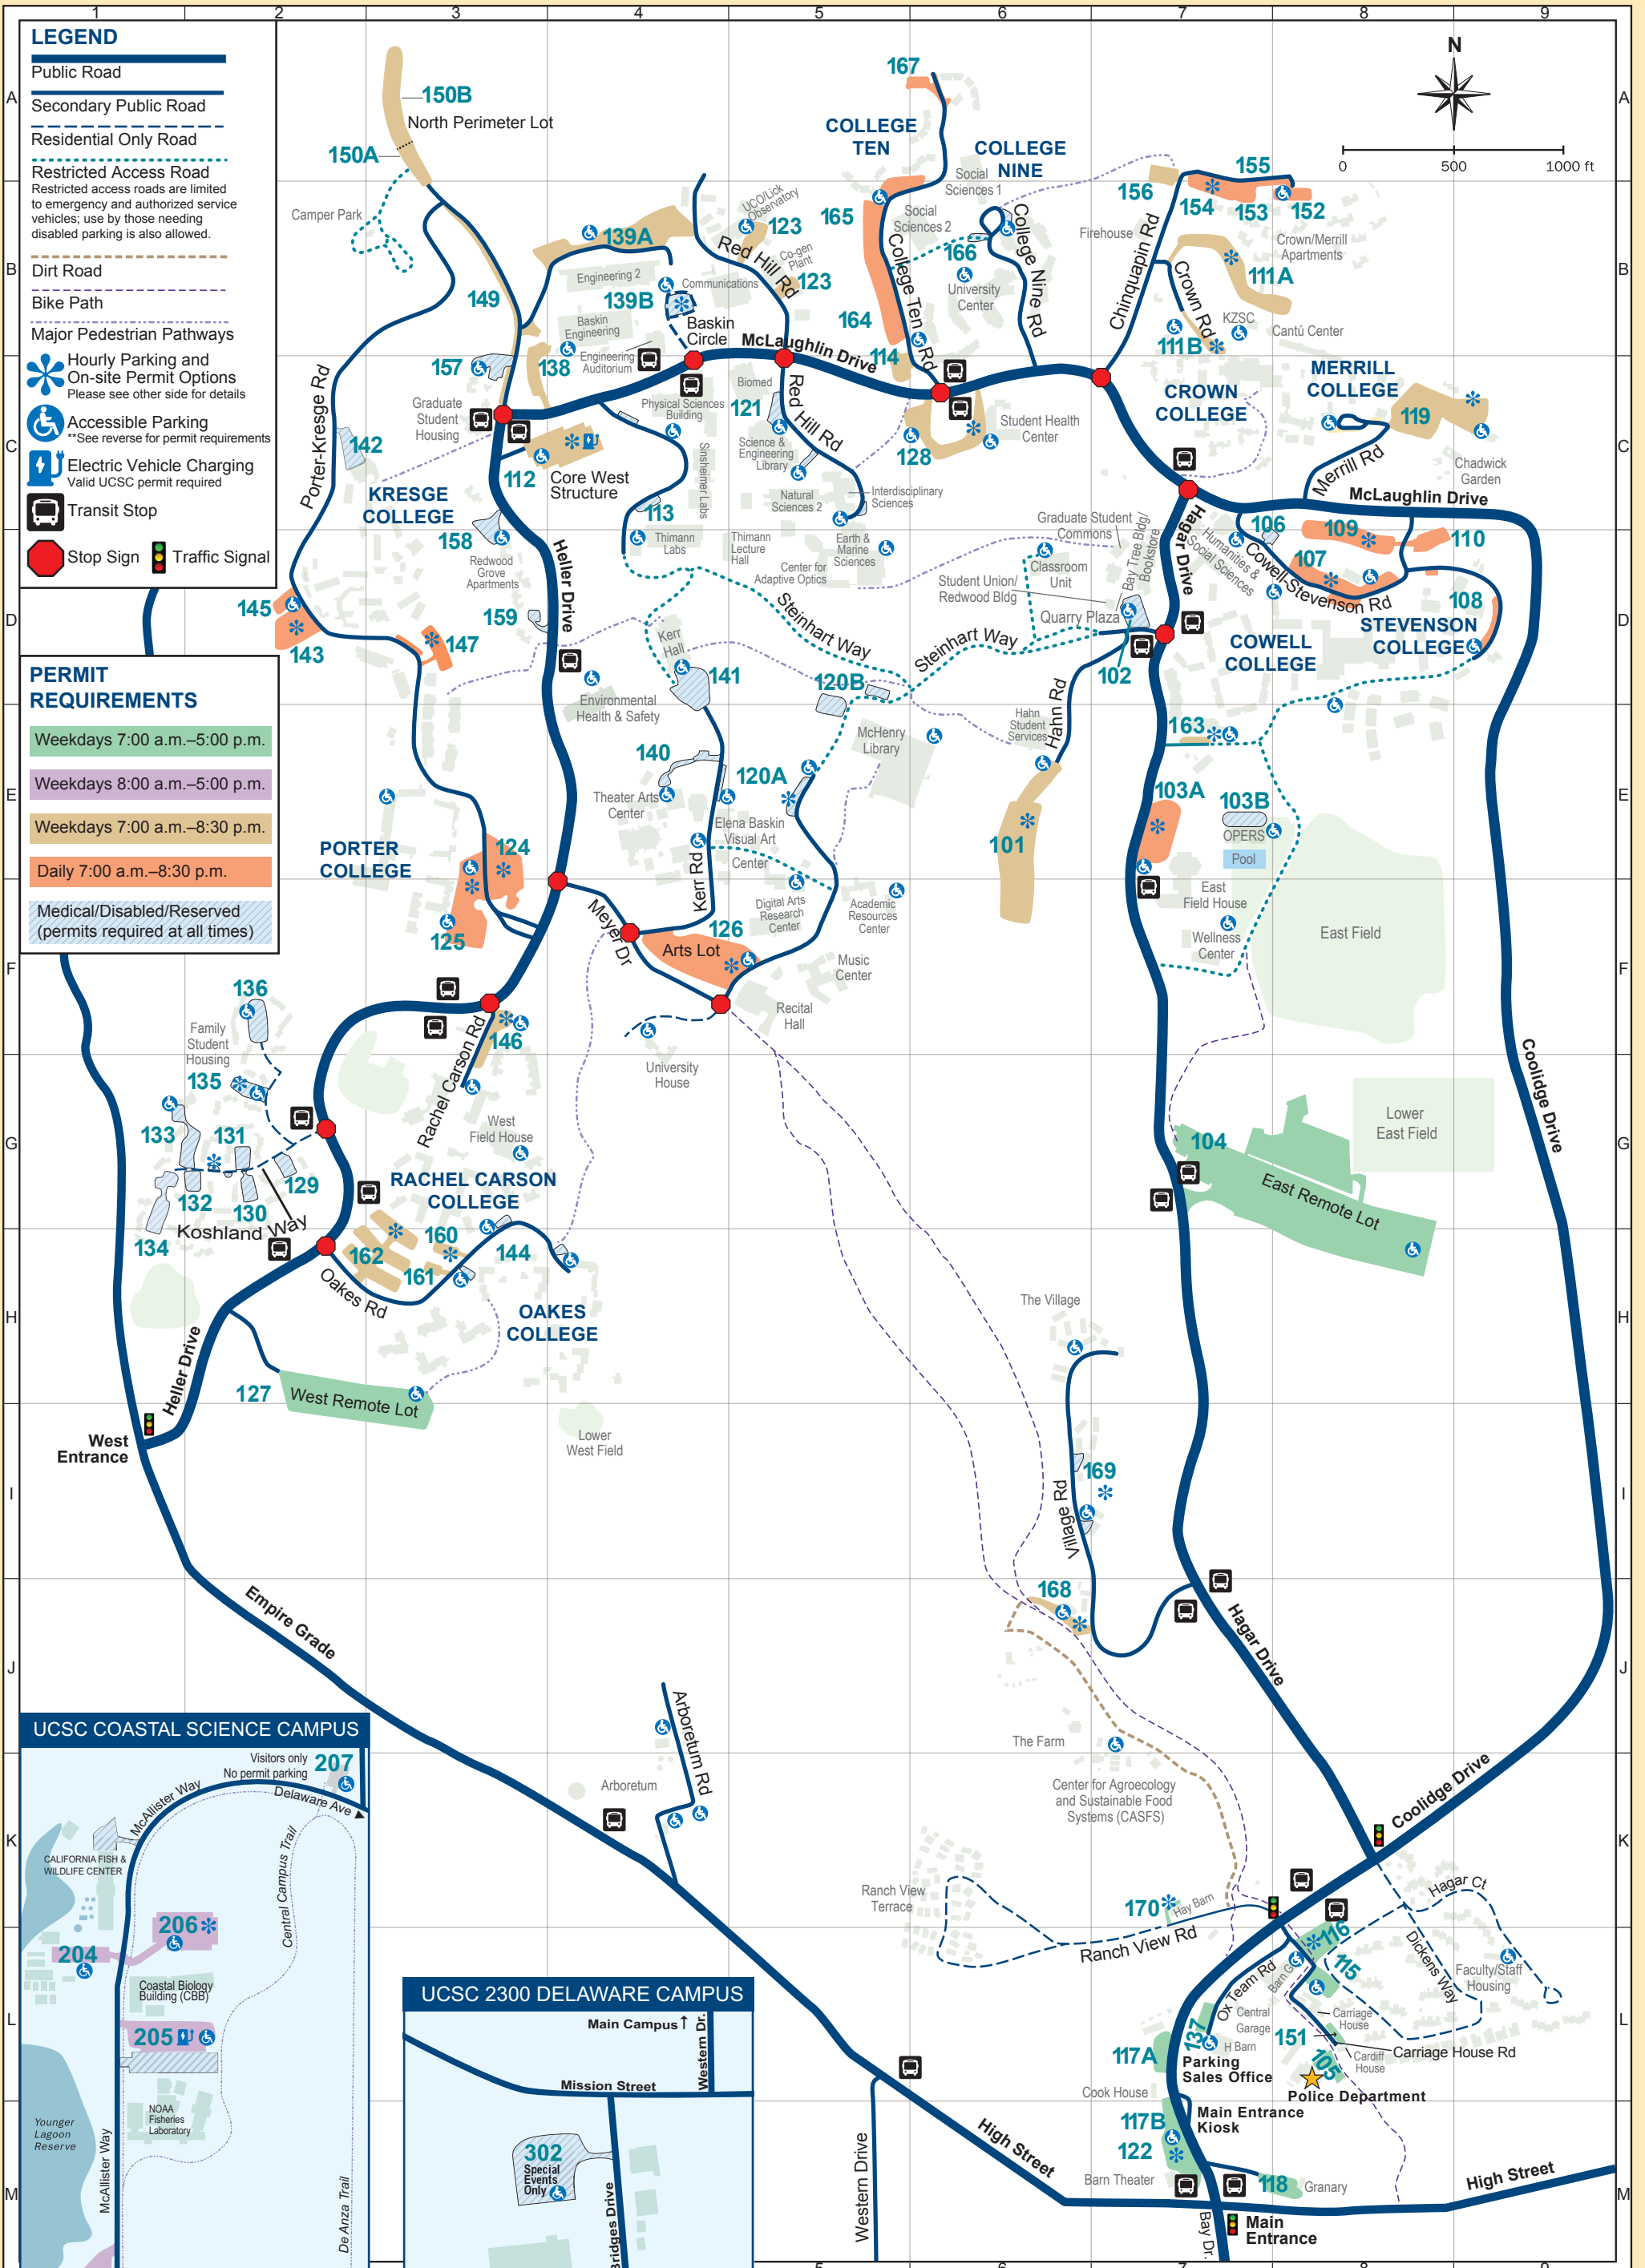 1 2 3 4 5 6 7 8 9
LEGEND
Public Road
Secondary Public Road
Residential Only Road
Restricted Access Road
Restricted access roads are limited
to emergency and authorized service
vehicles; use by those needing
disabled parking is also allowed.
Dirt Road
Bike Path
Major Pedestrian Pathways
Hourly Parking and
On-site Permit Options
Please see other side for details
Accessible Parking
**See reverse for permit requirements
Electric Vehicle Charging
Valid UCSC permit required
Transit Stop
Stop Sign
Traffic Signal
PERMIT
REQUIREMENTS
Weekdays 7:00 a.m.–5:00 p.m.
Weekdays 8:00 a.m.–5:00 p.m.
Weekdays 7:00 a.m.–8:30 p.m.
Daily 7:00 a.m.–8:30 p.m.
Medical/Disabled/Reserved
(permits required at all times)
A
B
C
D
E
F
G
H
I
J
K
L
M
A
B
C
D
E
F
G
H
I
J
K
L
M
N
0 500 1000 ft
150B
North Perimeter Lot
150A
Camper Park
149
167
COLLEGE
TEN
COLLEGE
NINE
Social
Sciences 1
165
Social
Sciences 2
166
University
Center
College Nine Rd
College Ten Rd
164
114
UCO/Lick
Observatory
123
Red Hill Rd
Co-gen
Plant
123
139A
Engineering 2
139B
Communications
Baskin
Engineering
Baskin
Circle
Engineering
Auditorium
McLaughlin Drive
156
155
154
153
152
Firehouse
Chinquapin Rd
Crown/Merrill
Apartments
111A
Crown Rd
KZSC
Cantú Center
111B
157
138
Graduate
Student
Housing
Porter-Kresge Rd
142
112
Core West
Structure
Biomed
Physical Sciences
Building
121
Red Hill Rd
Science &
Engineering
Library
Sinsheimer Labs
Natural
Sciences 2
Interdisciplinary
Sciences
128
Student Health
Center
CROWN
COLLEGE
MERRILL
COLLEGE
119
Merrill Rd
Chadwick
Garden
McLaughlin Drive
KRESGE
COLLEGE
158
Redwood
Grove
Apartments
159
113
Thimann
Labs
Thimann
Lecture
Hall
Center for
Adaptive Optics
Earth &
Marine
Sciences
Graduate Student
Commons
Bay Tree Bldg/
Bookstore
Classroom
Unit
Student Union/
Redwood Bldg
Quarry Plaza
102
Hagar Drive
Humanities &
Social Sciences
106
109
110
107
Cowell-Stevenson Rd
108
STEVENSON
COLLEGE
COWELL
COLLEGE
145
143
147
Heller Drive
Kerr
Hall
141
Steinhart Way
Steinhart Way
120B
Environmental
Health & Safety
Hahn
Student
Services
Hahn Rd
163
McHenry
Library
140
120A
Theater Arts
Center
Elena Baskin
Visual Art
Center
101
103A
103B
OPERS
Pool
PORTER
COLLEGE
124
125
Kerr Rd
Meyer Dr
126
Arts Lot
Digital Arts
Research
Center
Academic
Resources
Center
Music
Center
Recital
Hall
East
Field House
Wellness
Center
East Field
136
Family
Student
Housing
146
Rachel Carson Rd
University
House
Coolidge Drive
135
133
131
132
130
129
134
Koshland Way
West
Field House
RACHEL CARSON
COLLEGE
104
Lower
East Field
East Remote Lot
162
160
161
144
Oakes Rd
OAKES
COLLEGE
The Village
Heller Drive
127
West Remote Lot
West
Entrance
Lower
West Field
169
Village Rd
168
Empire Grade
Hagar Drive
Arboretum Rd
Arboretum
The Farm
Center for Agroecology
and Sustainable Food
Systems (CASFS)
Coolidge Drive
Ranch View
Terrace
170
Hay Barn
Ranch View Rd
Hagar Ct
116
115
Dickens Way
Faculty/Staff
Housing
Ox Team Rd
Central
Garage
Carriage
House
137
H Barn
151
Carriage House Rd
Cardiff
House
105
117A
Parking
Sales Office
Police Department
Cook House
117B
Main Entrance
Kiosk
122
Barn Theater
118
Granary
High Street
High Street
Western Drive
Bay Dr.
Main
Entrance
UCSC COASTAL SCIENCE CAMPUS
Visitors only
No permit parking
207
McAllister Way
Delaware Ave
CALIFORNIA FISH &
WILDLIFE CENTER
Central Campus Trail
206
204
Coastal Biology
Building (CBB)
205
NOAA
Fisheries
Laboratory
Younger
Lagoon
Reserve
McAllister Way
De Anza Trail
UCSC 2300 DELAWARE CAMPUS
Main Campus↑
Western Dr.
Mission Street
302
Special
Events
Only